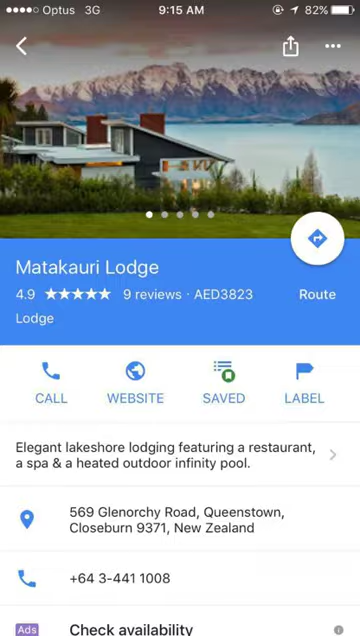 Optus 3G 9:15 AM 82%
Matakauri Lodge
4.9 ★★★★★ 9 reviews · AED3823 Route
Lodge
CALL WEBSITE SAVED LABEL
Elegant lakeshore lodging featuring a restaurant,
a spa & a heated outdoor infinity pool.
569 Glenorchy Road, Queenstown,
Closeburn 9371, New Zealand
+64 3-441 1008
Ads Check availability